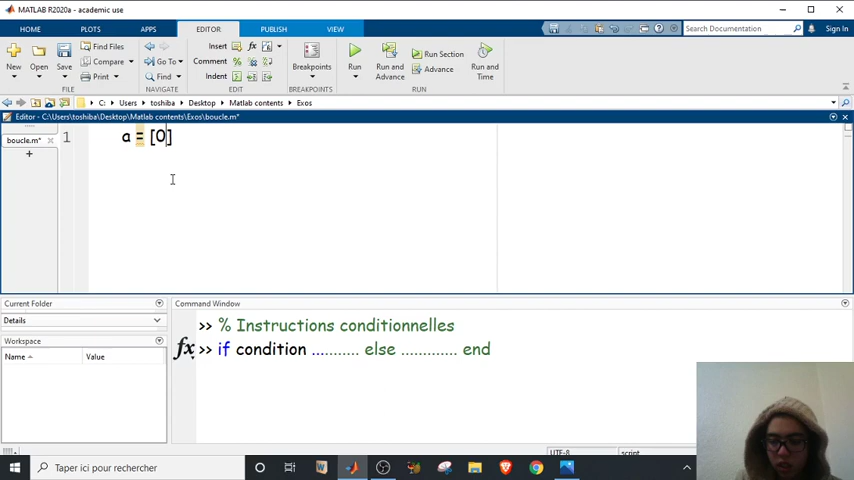 MATLAB R2020a - academic use
HOME PLOTS APPS EDITOR PUBLISH VIEW
Search Documentation
Sign In
New
Open
Save
Find Files
Compare
Print
Go To
Find
Insert
Comment
Indent
Breakpoints
Run
Run and Advance
Run Section
Advance
Run and Time
FILE NAVIGATE EDIT BREAKPOINTS RUN
C: Users toshiba Desktop Matlab contents Exos
Editor - C:\Users\toshiba\Desktop\Matlab contents\Exos\boucle.m*
boucle.m*
1 a = [0]
Current Folder
Details
Workspace
Name Value
Command Window
>> % Instructions conditionnelles
fx >> if condition ........... else ............. end
UTF-8 script
Taper ici pour rechercher